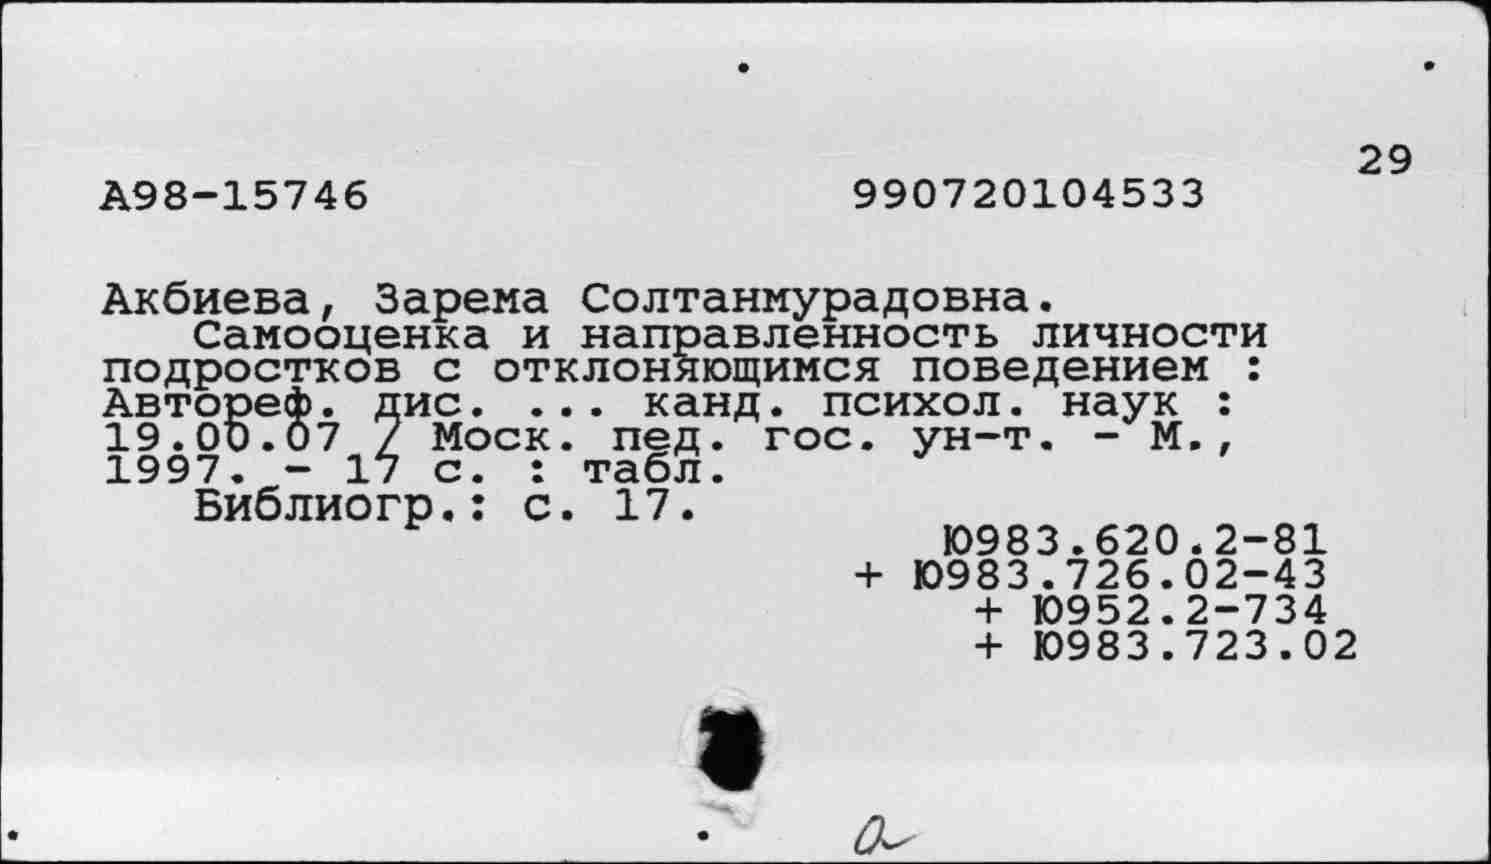 29
А98-15746 990720104533
Акбиева, Зарема Солтанмурадовна.
Самооценка и направленность личности
подростков с отклоняющимся поведением :
Автореф. дис. ... канд. психол. наук :
19.00.07 / Моск. пед. гос. ун-т. - М.,
1997. - 17 с. : табл.
Библиогр.: с. 17.
Ю983.620.2-81
+ Ю983.726.02-43
+ Ю952.2-734
+ Ю983.723.02
а